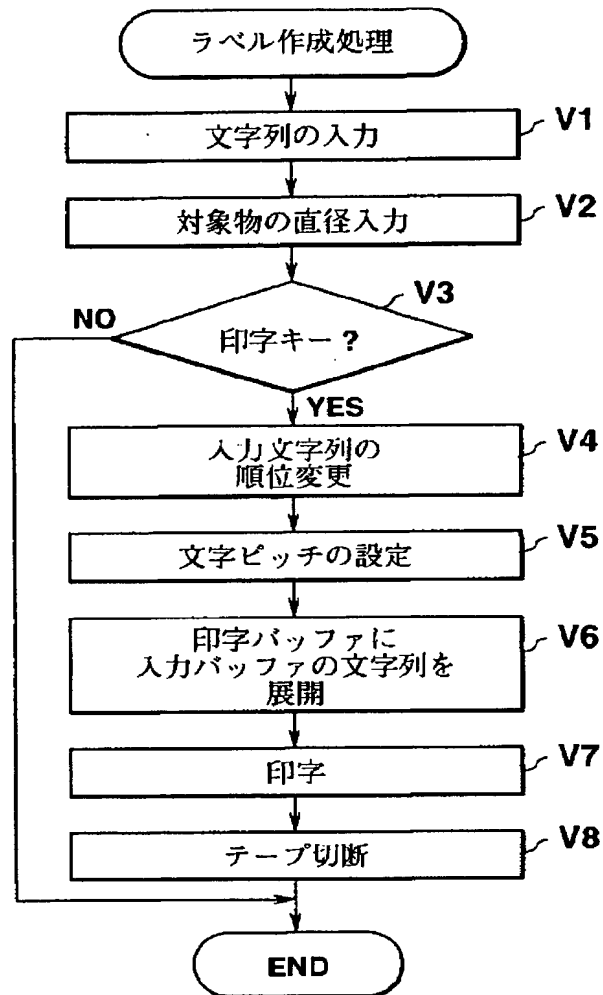 ラベル作成処理
文字列の入力
V1
対象物の直径入力
V2
印字キー?
V3
NO
YES
入力文字列の
順位変更
V4
文字ピッチの設定
V5
印字バッファに
入力バッファの文字列を
展開
V6
印字
V7
テープ切断
V8
END